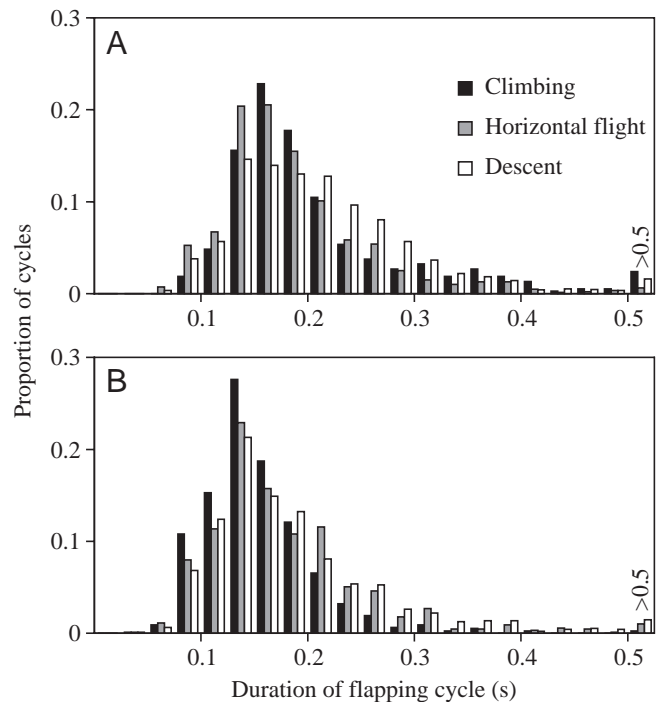 0.3
A
Climbing
Horizontal flight
Descent
0.2
0.1
0
>0.5
0.1 0.2 0.3 0.4 0.5
Proportion of cycles
0.3
B
0.2
0.1
0
>0.5
0.1 0.2 0.3 0.4 0.5
Duration of flapping cycle (s)